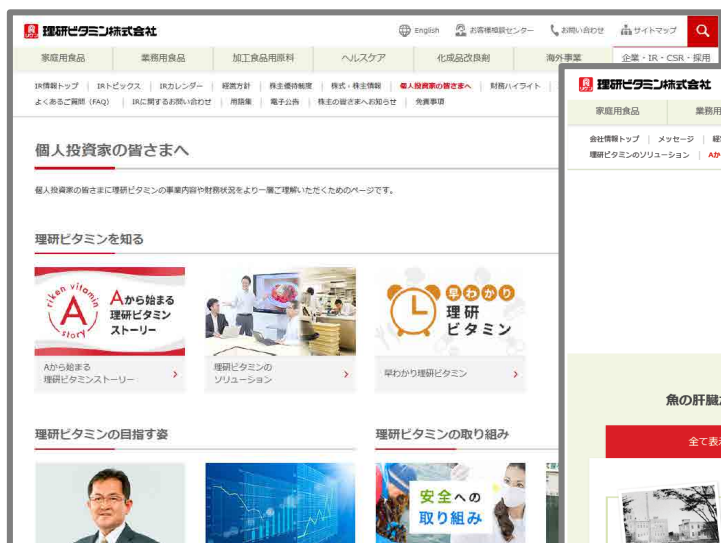 理研ビタミン株式会社
English お客様相談センター お問い合わせ サイトマップ
家庭用食品 業務用食品 加工食品用原料 ヘルスケア 化成品改良剤 海外事業 企業・IR・CSR・採用
IR情報トップ | IRトピックス | IRカレンダー | 経営方針 | 株主優待制度 | 株式・株主情報 | 個人投資家の皆さまへ | 財務ハイライト |
よくあるご質問（FAQ） | IRに関するお問い合わせ | 用語集 | 電子公告 | 株主の皆さまへお知らせ | 免責事項
個人投資家の皆さまへ
個人投資家の皆さまに理研ビタミンの事業内容や財務状況をより一層ご理解いただくためのページです。
理研ビタミンを知る
riken vitamin
A
story
Aから始まる
理研ビタミン
ストーリー
早わかり
理研
ビタミン
Aから始まる
理研ビタミンストーリー
理研ビタミンの
ソリューション
早わかり理研ビタミン
理研ビタミンの目指す姿
理研ビタミンの取り組み
安全への
取り組み
理研ビタミン株式会社
家庭用食品 業務用
会社情報トップ | メッセージ |
理研ビタミンのソリューション | Aか
魚の肝臓
全て表